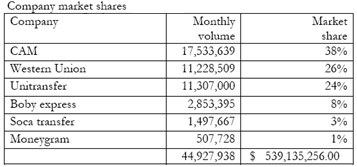 Company market shares
Company Monthly volume Market share
CAM 17,533,639 38%
Western Union 11,228,509 26%
Unitransfer 11,307,000 24%
Boby express 2,853,395 8%
Soca transfer 1,497,667 3%
Moneygram 507,728 1%
44,927,938 $ 539,135,256.00